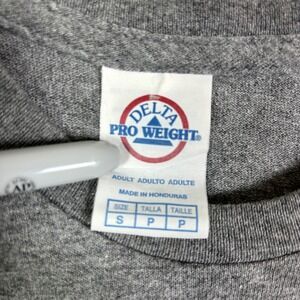 DELTA
PRO WEIGHT®
ADULT ADULTO ADULTE
MADE IN HONDURAS
SIZE TALLA TAILLE
S P P